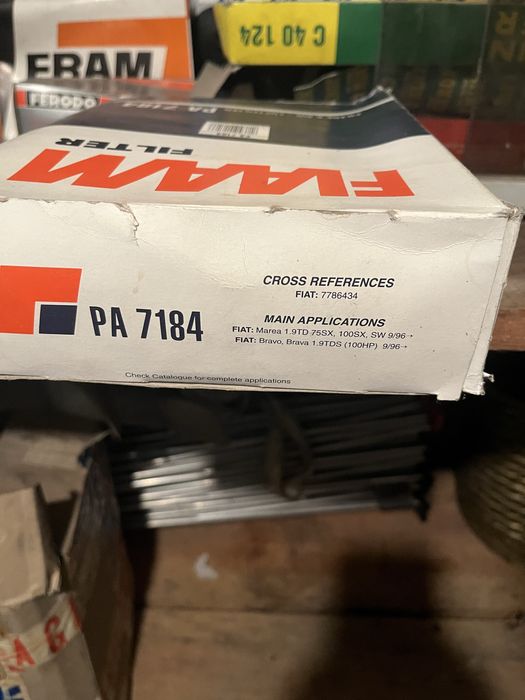 FRAM
FERODO
C 40 124
PA 7184
FIAAM
FILTER
PA 7184
CROSS REFERENCES
FIAT: 7786434
MAIN APPLICATIONS
FIAT: Marea 1.9TD 75SX, 100SX, SW 9/96→
FIAT: Bravo, Brava 1.9TDS (100HP) 9/96→
Check Catalogue for complete applications